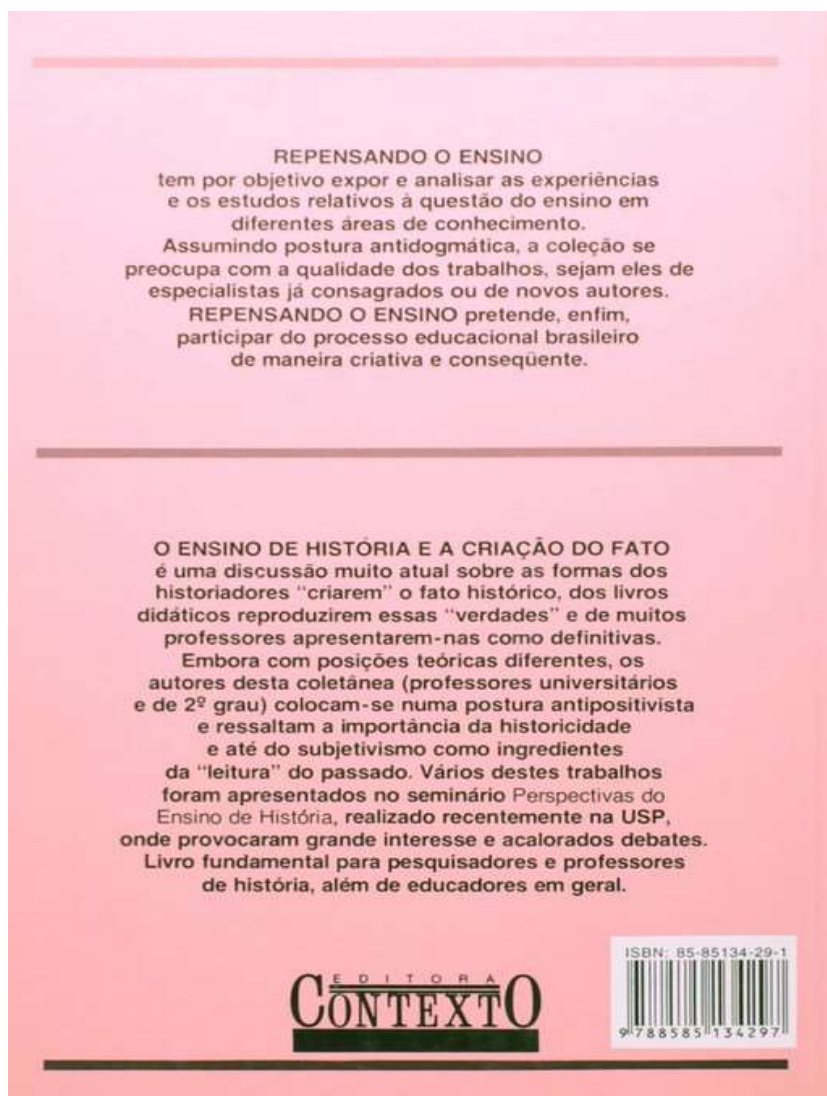 REPENSANDO O ENSINO
tem por objetivo expor e analisar as experiências
e os estudos relativos à questão do ensino em
diferentes áreas de conhecimento.
Assumindo postura antidogmática, a coleção se
preocupa com a qualidade dos trabalhos, sejam eles de
especialistas já consagrados ou de novos autores.
REPENSANDO O ENSINO pretende, enfim,
participar do processo educacional brasileiro
de maneira criativa e conseqüente.
O ENSINO DE HISTÓRIA E A CRIAÇÃO DO FATO
é uma discussão muito atual sobre as formas dos
historiadores “criarem” o fato histórico, dos livros
didáticos reproduzirem essas “verdades” e de muitos
professores apresentarem-nas como definitivas.
Embora com posições teóricas diferentes, os
autores desta coletânea (professores universitários
e de 2º grau) colocam-se numa postura antipositivista
e ressaltam a importância da historicidade
e até do subjetivismo como ingredientes
da “leitura” do passado. Vários destes trabalhos
foram apresentados no seminário Perspectivas do
Ensino de História, realizado recentemente na USP,
onde provocaram grande interesse e acalorados debates.
Livro fundamental para pesquisadores e professores
de história, além de educadores em geral.
ISBN: 85-85134-29-1
9 788585 134297
EDITORA
CONTEXTO